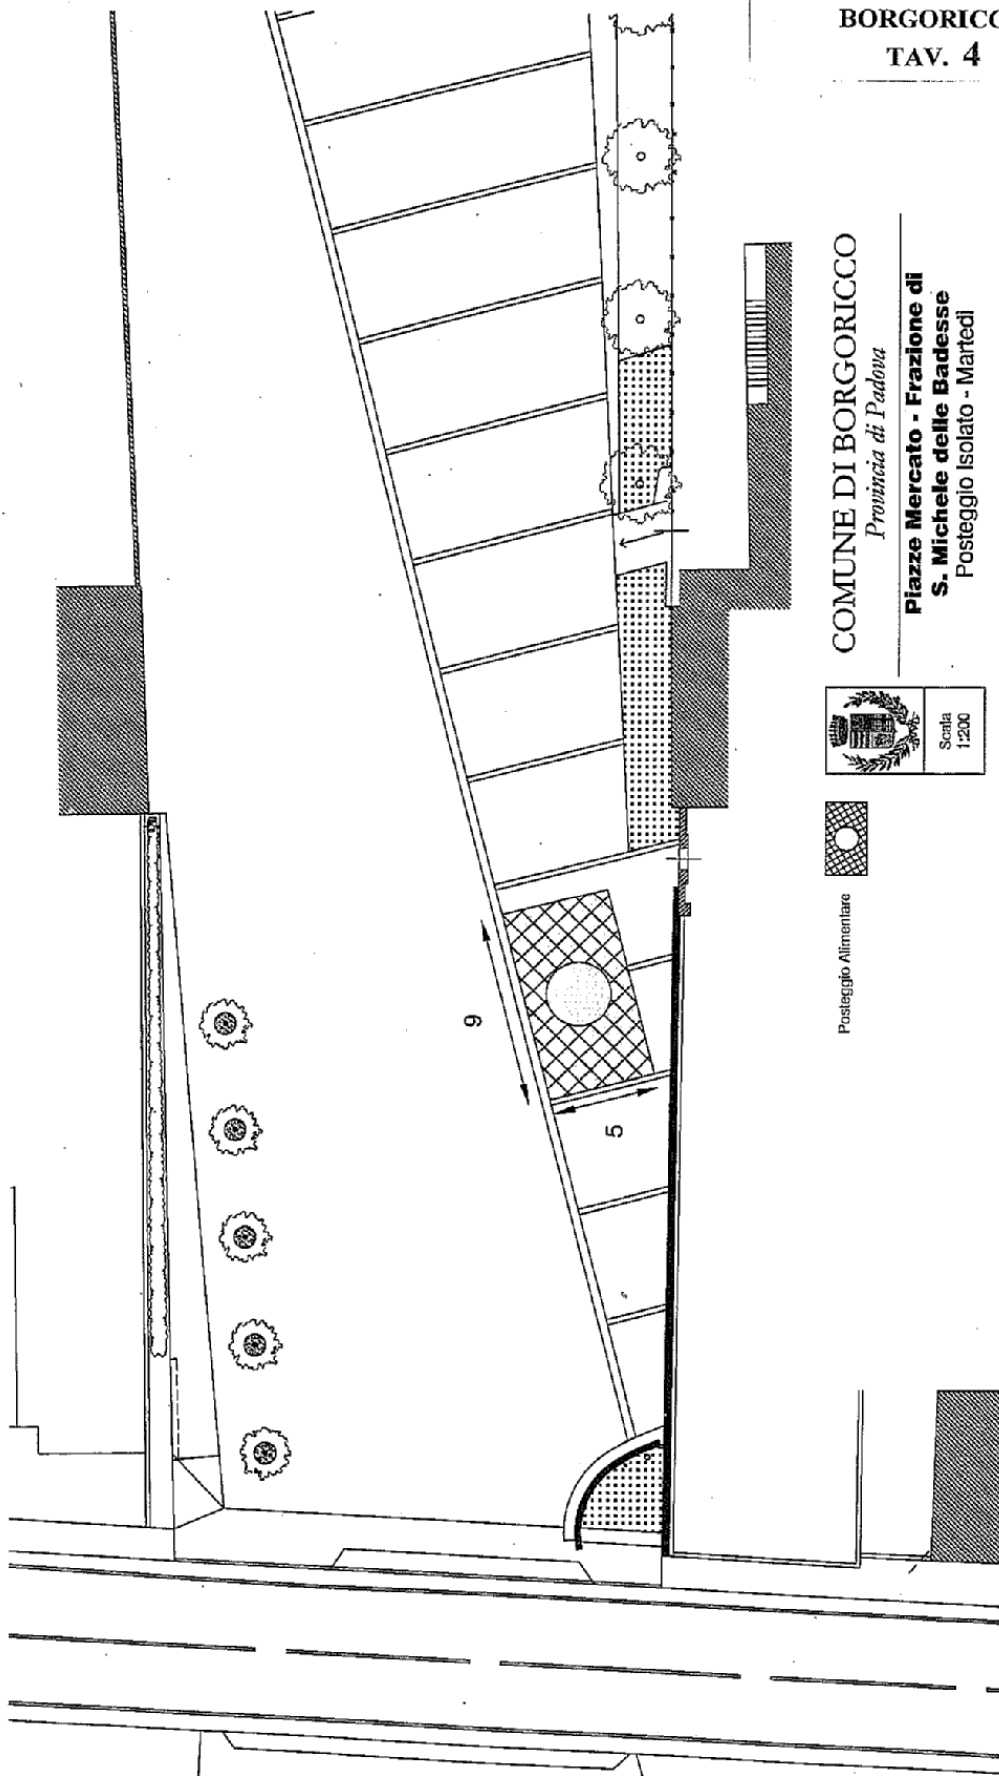 BORGORICC
TAV. 4
COMUNE DI BORGORICCO
Provincia di Padova
Piazze Mercato - Frazione di
S. Michele delle Badesse
Posteggio Isolato - Martedì
Scala
1:200
Posteggio Alimentare
9
5